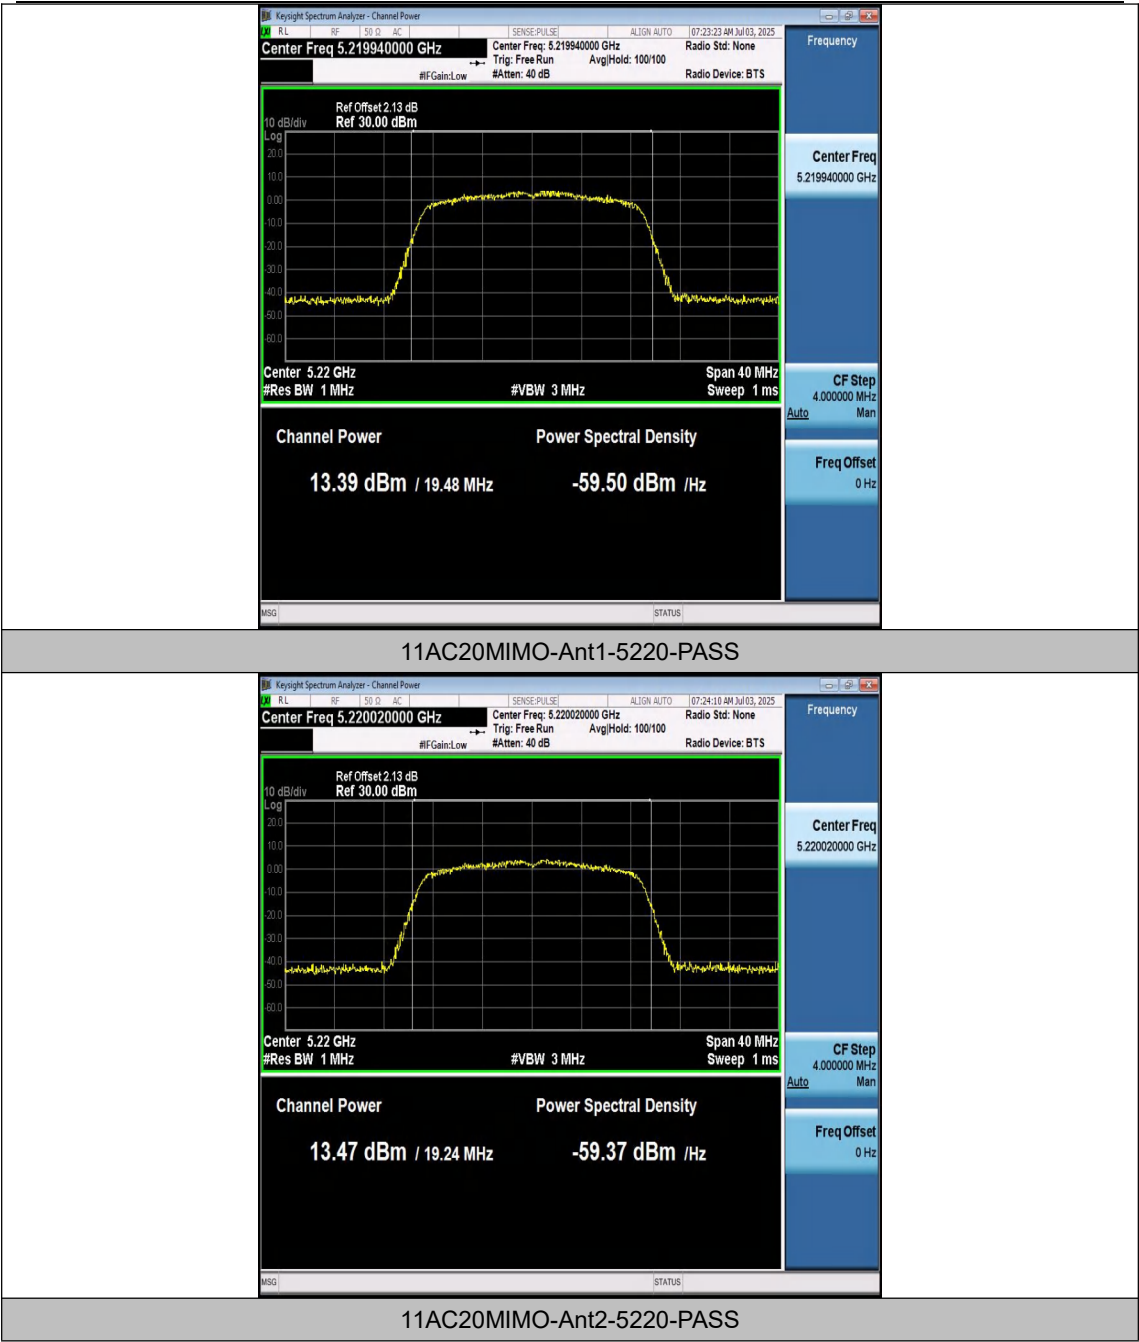 Keysight Spectrum Analyzer - Channel Power
RL RF 50 Ω AC SENSE:PULSE ALIGN AUTO 07:23:23 AM Jul 03, 2025
Center Freq 5.219940000 GHz Center Freq: 5.219940000 GHz Radio Std: None Frequency
Trig: Free Run Avg|Hold: 100/100
#IFGain:Low #Atten: 40 dB Radio Device: BTS
Ref Offset 2.13 dB
10 dB/div Ref 30.00 dBm
Log
20.0
10.0
0.00
-10.0
-20.0
-30.0
-40.0
-50.0
-60.0
Center Freq
5.219940000 GHz
Center 5.22 GHz Span 40 MHz
#Res BW 1 MHz #VBW 3 MHz Sweep 1 ms
CF Step
4.000000 MHz
Auto Man
Channel Power Power Spectral Density
13.39 dBm / 19.48 MHz -59.50 dBm /Hz
Freq Offset
0 Hz
MSG STATUS
11AC20MIMO-Ant1-5220-PASS
Keysight Spectrum Analyzer - Channel Power
RL RF 50 Ω AC SENSE:PULSE ALIGN AUTO 07:24:10 AM Jul 03, 2025
Center Freq 5.220020000 GHz Center Freq: 5.220020000 GHz Radio Std: None Frequency
Trig: Free Run Avg|Hold: 100/100
#IFGain:Low #Atten: 40 dB Radio Device: BTS
Ref Offset 2.13 dB
10 dB/div Ref 30.00 dBm
Log
20.0
10.0
0.00
-10.0
-20.0
-30.0
-40.0
-50.0
-60.0
Center Freq
5.220020000 GHz
Center 5.22 GHz Span 40 MHz
#Res BW 1 MHz #VBW 3 MHz Sweep 1 ms
CF Step
4.000000 MHz
Auto Man
Channel Power Power Spectral Density
13.47 dBm / 19.24 MHz -59.37 dBm /Hz
Freq Offset
0 Hz
MSG STATUS
11AC20MIMO-Ant2-5220-PASS